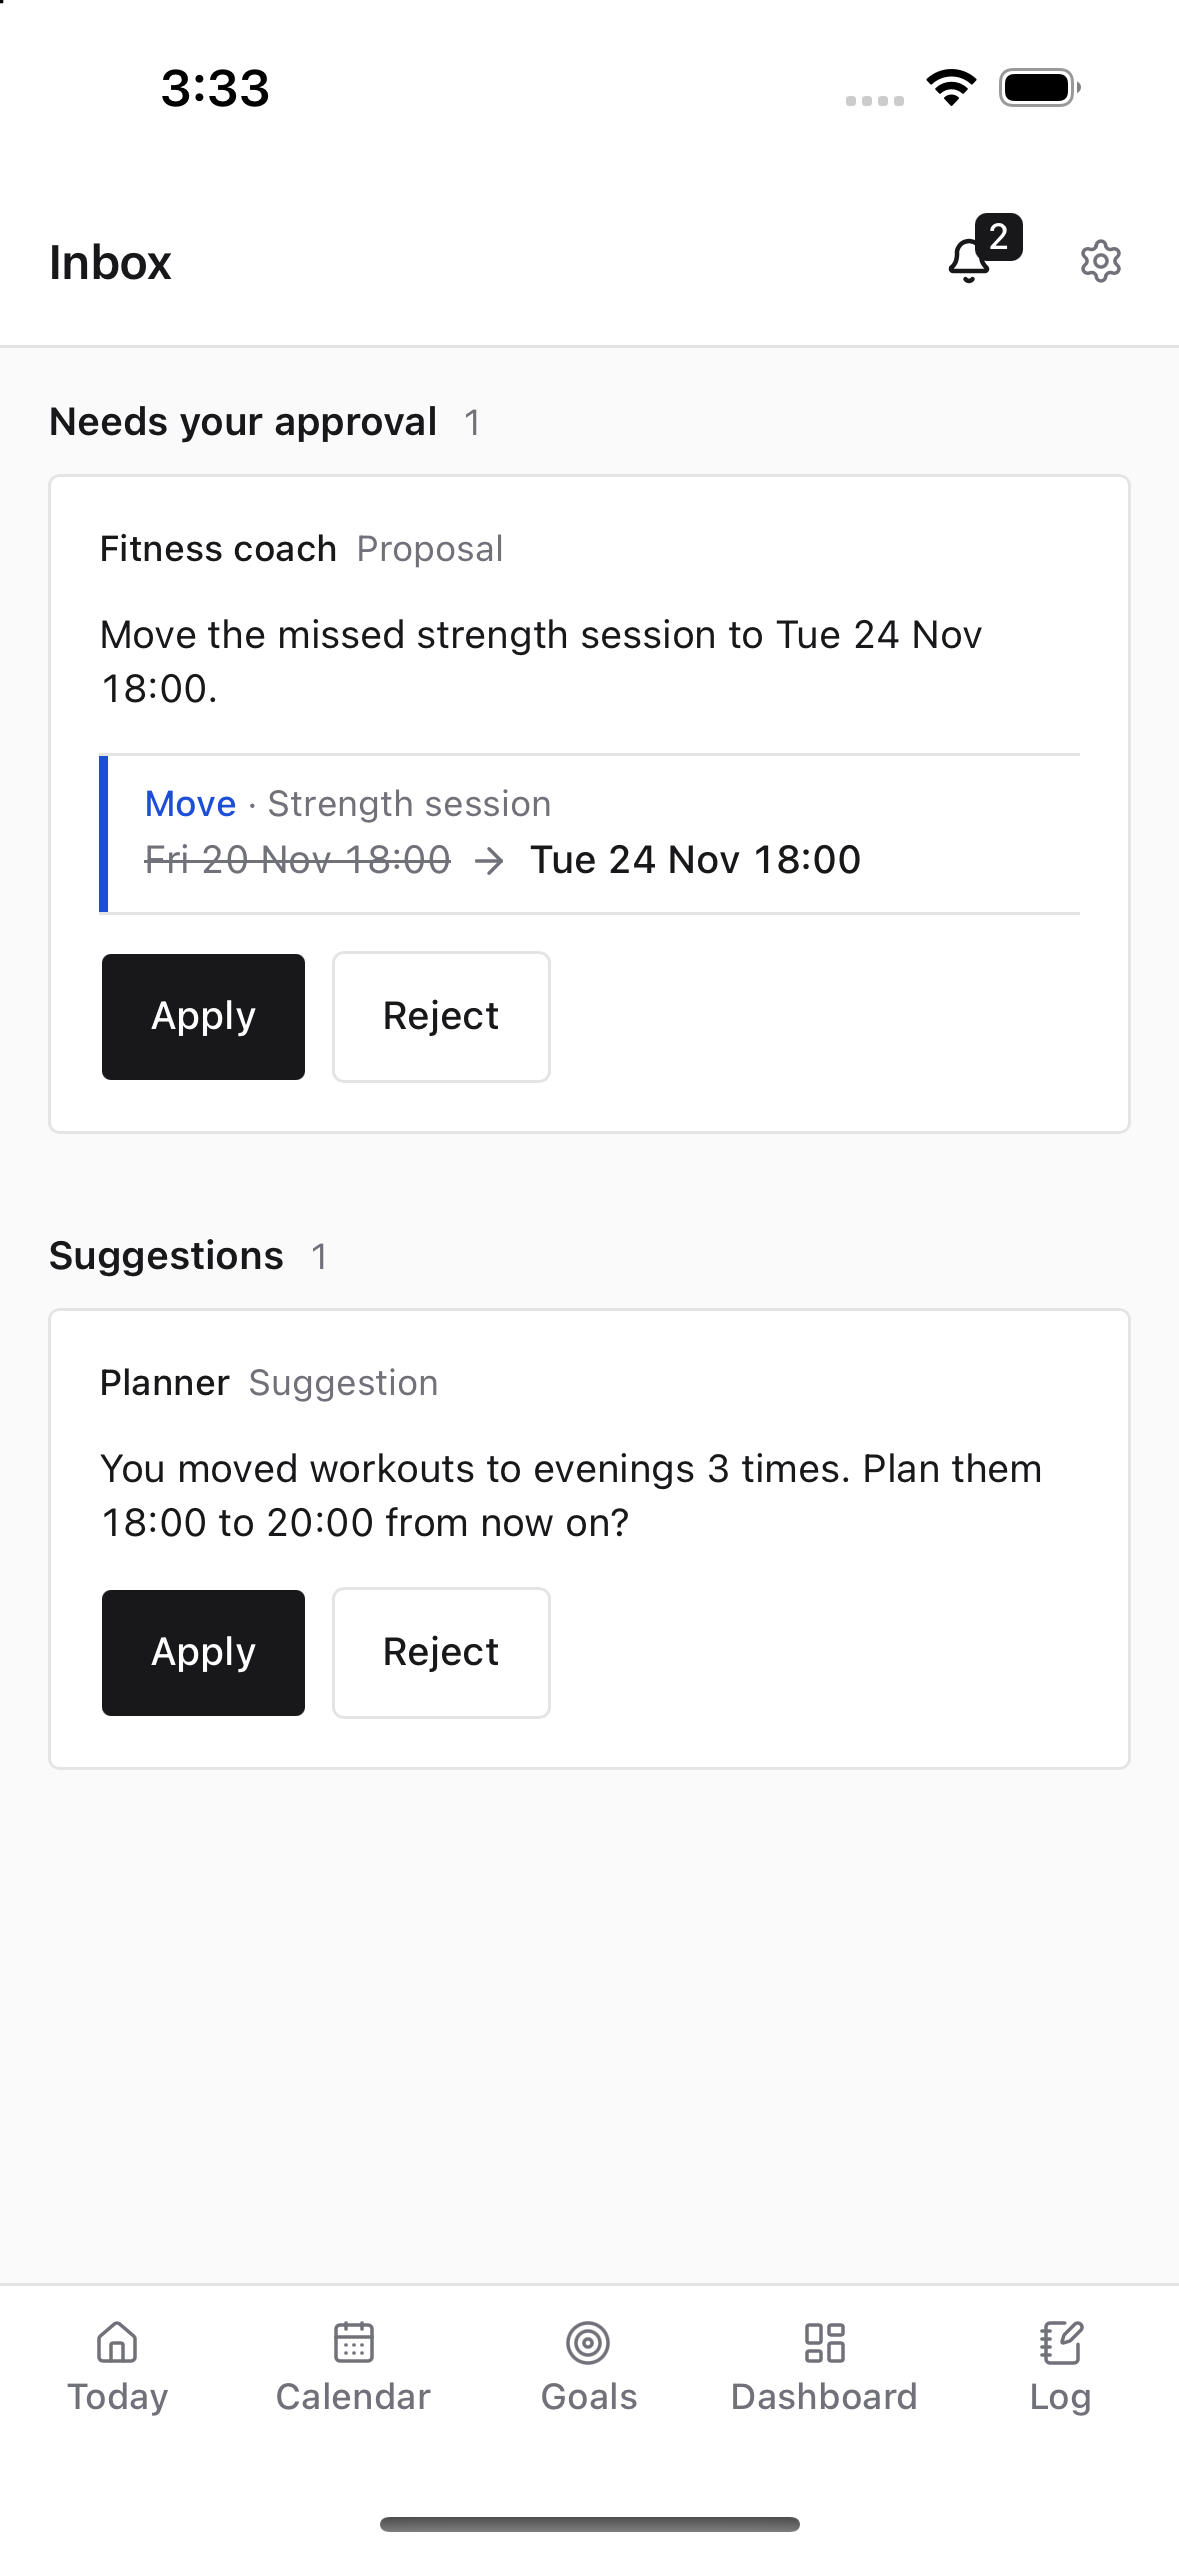 3:33
Inbox
2
Needs your approval 1
Fitness coach Proposal
Move the missed strength session to Tue 24 Nov
18:00.
Move · Strength session
Fri 20 Nov 18:00 → Tue 24 Nov 18:00
Apply Reject
Suggestions 1
Planner Suggestion
You moved workouts to evenings 3 times. Plan them
18:00 to 20:00 from now on?
Apply Reject
Today Calendar Goals Dashboard Log